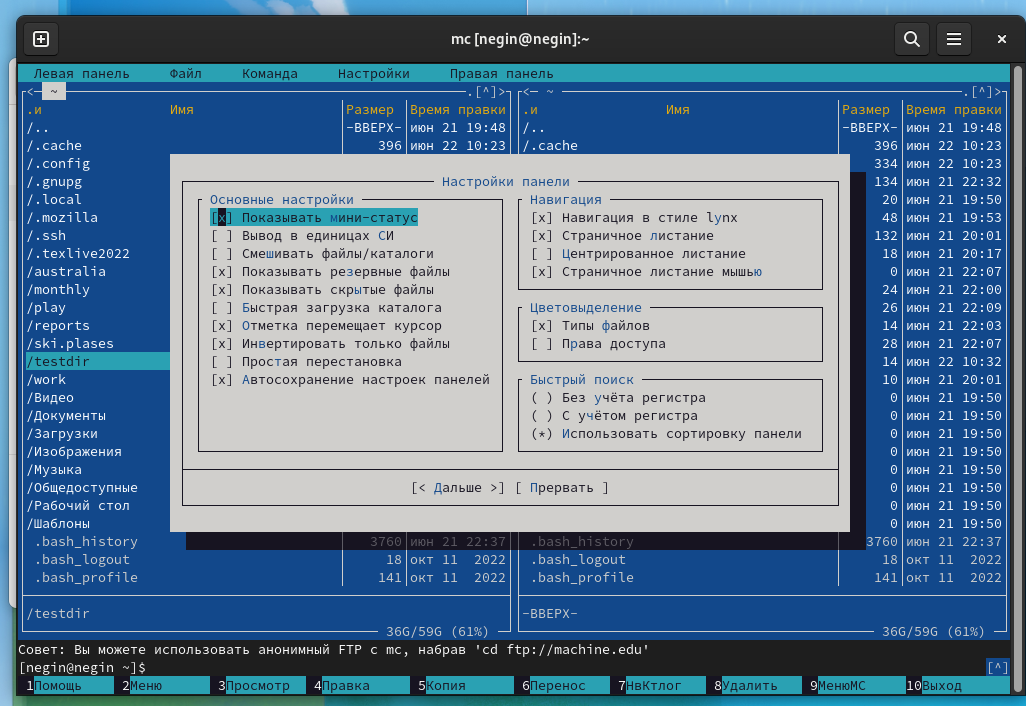 mc [negin@negin]:~
Левая панель Файл Команда Настройки Правая панель
<─ ~ .[^]> <─ ~ .[^]>
.и Имя Размер Время правки .и Имя Размер Время правки
/.. -ВВЕРХ- июн 21 19:48 /.. -ВВЕРХ- июн 21 19:48
/.cache 396 июн 22 10:23 /.cache 396 июн 22 10:23
/.config 334 июн 22 10:23
/.gnupg Настройки панели 134 июн 21 22:32
/.local Основные настройки Навигация 20 июн 21 19:50
/.mozilla [x] Показывать мини-статус [x] Навигация в стиле lynx 48 июн 21 19:53
/.ssh [ ] Вывод в единицах СИ [x] Страничное листание 132 июн 21 20:01
/.texlive2022 [ ] Смешивать файлы/каталоги [ ] Центрированное листание 18 июн 21 20:17
/australia [x] Показывать резервные файлы [x] Страничное листание мышью 0 июн 21 22:07
/monthly [x] Показывать скрытые файлы 24 июн 21 22:00
/play [ ] Быстрая загрузка каталога Цветовыделение 26 июн 21 22:09
/reports [x] Отметка перемещает курсор [x] Типы файлов 14 июн 21 22:03
/ski.plases [x] Инвертировать только файлы [ ] Права доступа 28 июн 21 22:07
/testdir [ ] Простая перестановка 14 июн 22 10:32
/work [x] Автосохранение настроек панелей Быстрый поиск 10 июн 21 20:01
/Видео ( ) Без учёта регистра 0 июн 21 19:50
/Документы ( ) С учётом регистра 0 июн 21 19:50
/Загрузки (*) Использовать сортировку панели 0 июн 21 19:50
/Изображения 0 июн 21 19:50
/Музыка 0 июн 21 19:50
/Общедоступные [< Дальше >] [ Прервать ] 0 июн 21 19:50
/Рабочий стол 0 июн 21 19:50
/Шаблоны 0 июн 21 19:50
.bash_history 3760 июн 21 22:37 .bash_history 3760 июн 21 22:37
.bash_logout 18 окт 11 2022 .bash_logout 18 окт 11 2022
.bash_profile 141 окт 11 2022 .bash_profile 141 окт 11 2022
/testdir -ВВЕРХ-
36G/59G (61%) 36G/59G (61%)
Совет: Вы можете использовать анонимный FTP с mc, набрав 'cd ftp://machine.edu'
[negin@negin ~]$ [^]
1Помощь 2Меню 3Просмотр 4Правка 5Копия 6Перенос 7НвКтлог 8Удалить 9МенюMC 10Выход